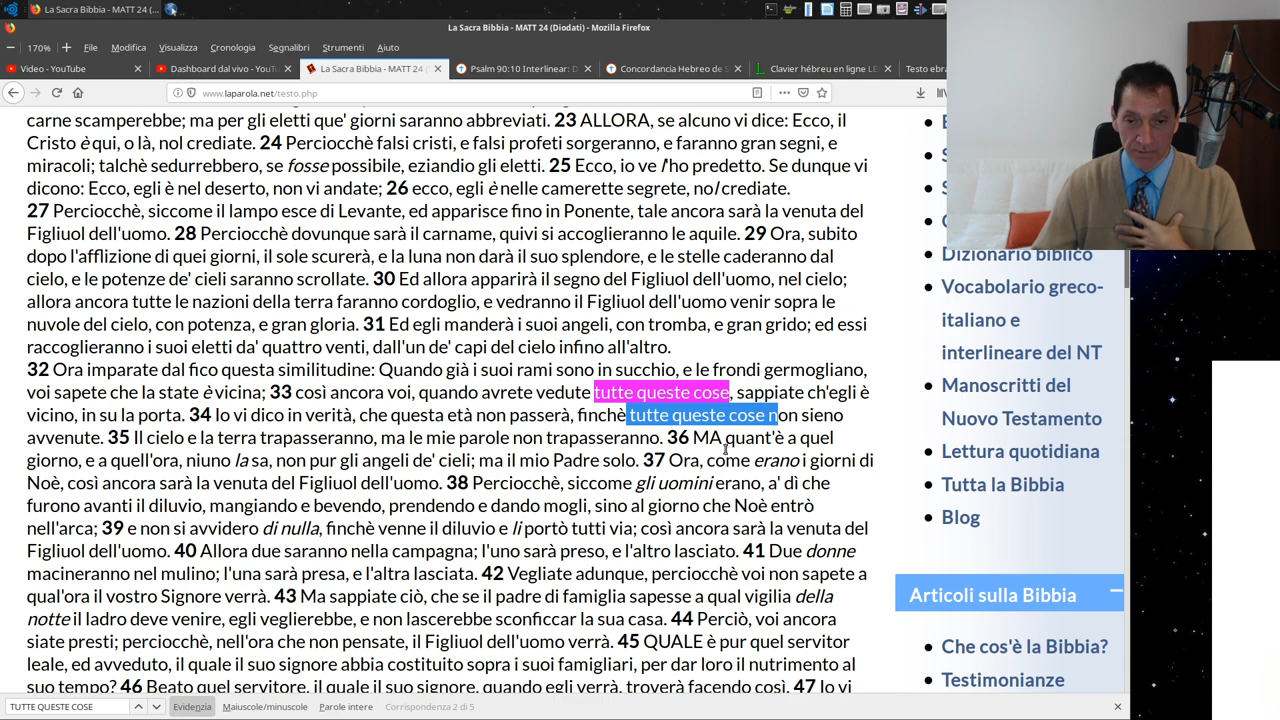 La Sacra Bibbia - MATT 24 (D...
La Sacra Bibbia - MATT 24 (Diodati) - Mozilla Firefox
170% File Modifica Visualizza Cronologia Segnalibri Strumenti Aiuto
Video - YouTube Dashboard dal vivo - YouTu La Sacra Bibbia - MATT 24 ( Psalm 90:10 Interlinear: D Concordancia Hebreo de S Clavier hébreu en ligne LE Testo ebra
www.laparola.net/testo.php
carne scamperebbe; ma per gli eletti que' giorni saranno abbreviati. 23 ALLORA, se alcuno vi dice: Ecco, il
Cristo è qui, o là, nol crediate. 24 Perciocchè falsi cristi, e falsi profeti sorgeranno, e faranno gran segni, e
miracoli; talchè sedurrebbero, se fosse possibile, eziandio gli eletti. 25 Ecco, io ve l'ho predetto. Se dunque vi
dicono: Ecco, egli è nel deserto, non vi andate; 26 ecco, egli è nelle camerette segrete, nol crediate.
27 Perciocchè, siccome il lampo esce di Levante, ed apparisce fino in Ponente, tale ancora sarà la venuta del
Figliuol dell'uomo. 28 Perciocchè dovunque sarà il carname, quivi si accoglieranno le aquile. 29 Ora, subito
dopo l'afflizione di quei giorni, il sole scurerà, e la luna non darà il suo splendore, e le stelle caderanno dal
cielo, e le potenze de' cieli saranno scrollate. 30 Ed allora apparirà il segno del Figliuol dell'uomo, nel cielo;
allora ancora tutte le nazioni della terra faranno cordoglio, e vedranno il Figliuol dell'uomo venir sopra le
nuvole del cielo, con potenza, e gran gloria. 31 Ed egli manderà i suoi angeli, con tromba, e gran grido; ed essi
raccoglieranno i suoi eletti da' quattro venti, dall'un de' capi del cielo infino all'altro.
32 Ora imparate dal fico questa similitudine: Quando già i suoi rami sono in succhio, e le frondi germogliano,
voi sapete che la state è vicina; 33 così ancora voi, quando avrete vedute tutte queste cose, sappiate ch'egli è
vicino, in su la porta. 34 Io vi dico in verità, che questa età non passerà, finchè tutte queste cose non sieno
avvenute. 35 Il cielo e la terra trapasseranno, ma le mie parole non trapasseranno. 36 MA quant'è a quel
giorno, e a quell'ora, niuno la sa, non pur gli angeli de' cieli; ma il mio Padre solo. 37 Ora, come erano i giorni di
Noè, così ancora sarà la venuta del Figliuol dell'uomo. 38 Perciocchè, siccome gli uomini erano, a' dì che
furono avanti il diluvio, mangiando e bevendo, prendendo e dando mogli, sino al giorno che Noè entrò
nell'arca; 39 e non si avvidero di nulla, finchè venne il diluvio e li portò tutti via; così ancora sarà la venuta del
Figliuol dell'uomo. 40 Allora due saranno nella campagna; l'uno sarà preso, e l'altro lasciato. 41 Due donne
macineranno nel mulino; l'una sarà presa, e l'altra lasciata. 42 Vegliate adunque, perciocchè voi non sapete a
qual'ora il vostro Signore verrà. 43 Ma sappiate ciò, che se il padre di famiglia sapesse a qual vigilia della
notte il ladro deve venire, egli veglierebbe, e non lascerebbe sconficcar la sua casa. 44 Perciò, voi ancora
siate presti; perciocchè, nell'ora che non pensate, il Figliuol dell'uomo verrà. 45 QUALE è pur quel servitor
leale, ed avveduto, il quale il suo signore abbia costituito sopra i suoi famigliari, per dar loro il nutrimento al
suo tempo? 46 Beato quel servitore, il quale il suo signore, quando egli verrà, troverà facendo così. 47 Io vi
Dizionario biblico
Vocabolario greco-
italiano e
interlineare del NT
Manoscritti del
Nuovo Testamento
Lettura quotidiana
Tutta la Bibbia
Blog
Articoli sulla Bibbia
Che cos'è la Bibbia?
Testimonianze
TUTTE QUESTE COSE Evidenzia Maiuscole/minuscole Parole intere Corrispondenza 2 di 5